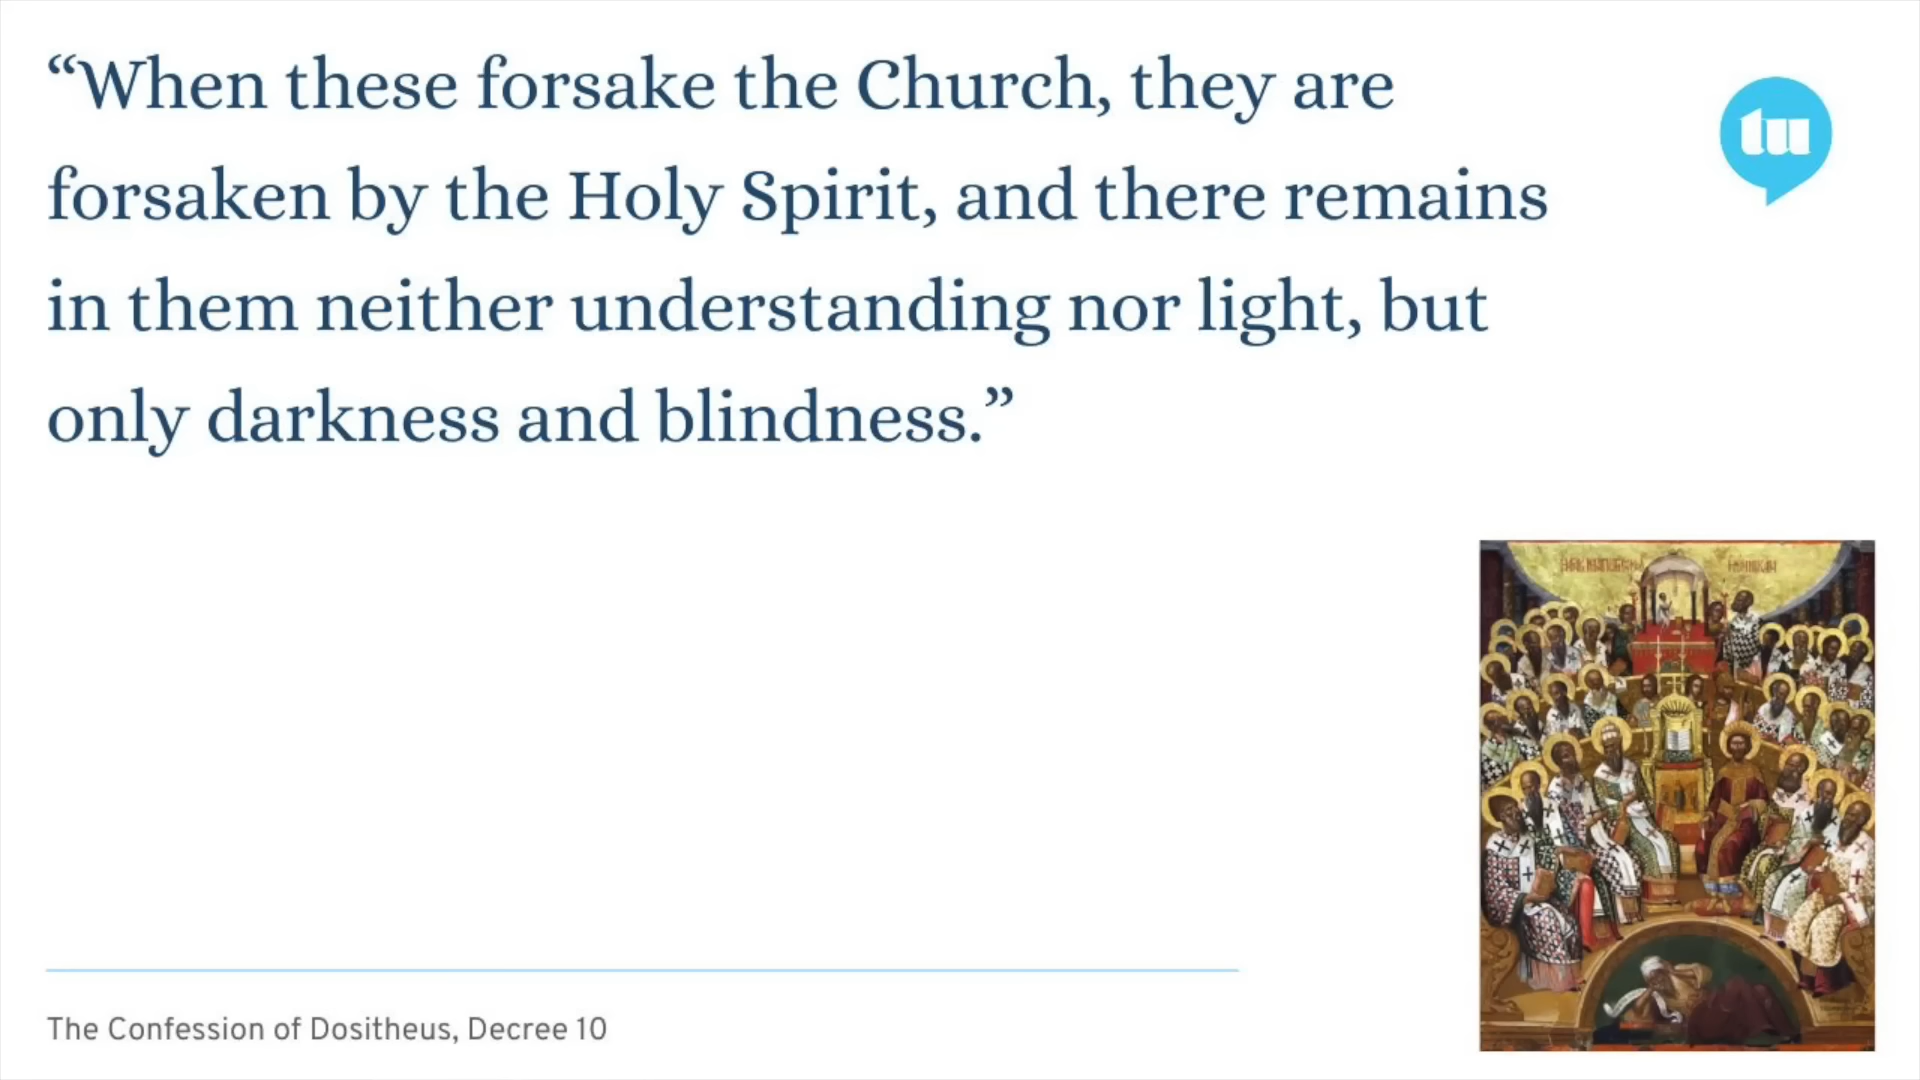 “When these forsake the Church, they are
forsaken by the Holy Spirit, and there remains
in them neither understanding nor light, but
only darkness and blindness.”
tu
The Confession of Dositheus, Decree 10